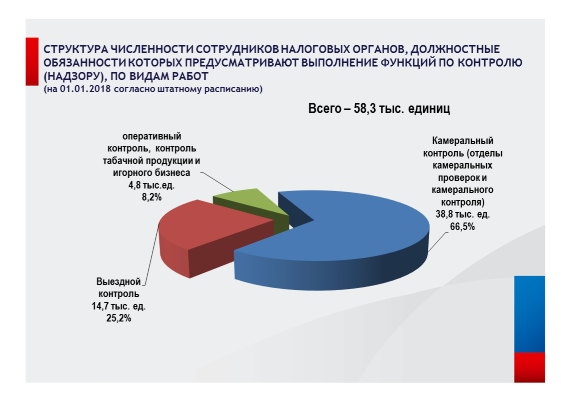 СТРУКТУРА ЧИСЛЕННОСТИ СОТРУДНИКОВ НАЛОГОВЫХ ОРГАНОВ, ДОЛЖНОСТНЫЕ
ОБЯЗАННОСТИ КОТОРЫХ ПРЕДУСМАТРИВАЮТ ВЫПОЛНЕНИЕ ФУНКЦИЙ ПО КОНТРОЛЮ
(НАДЗОРУ), ПО ВИДАМ РАБОТ
(на 01.01.2018 согласно штатному расписанию)
Всего – 58,3 тыс. единиц
оперативный
контроль, контроль
табачной продукции и
игорного бизнеса
4,8 тыс.ед.
8,2%
Камеральный
контроль (отделы
камеральных
проверок и
камерального
контроля)
38,8 тыс. ед.
66,5%
Выездной
контроль
14,7 тыс. ед.
25,2%